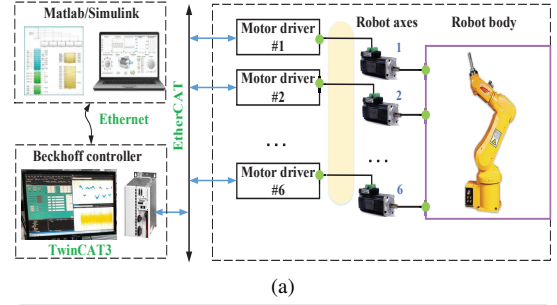 Matlab/Simulink
Ethernet
Beckhoff controller
TwinCAT3
EtherCAT
Motor driver
#1
Motor driver
#2
...
Motor driver
#6
Robot axes
1
2
...
6
Robot body
(a)